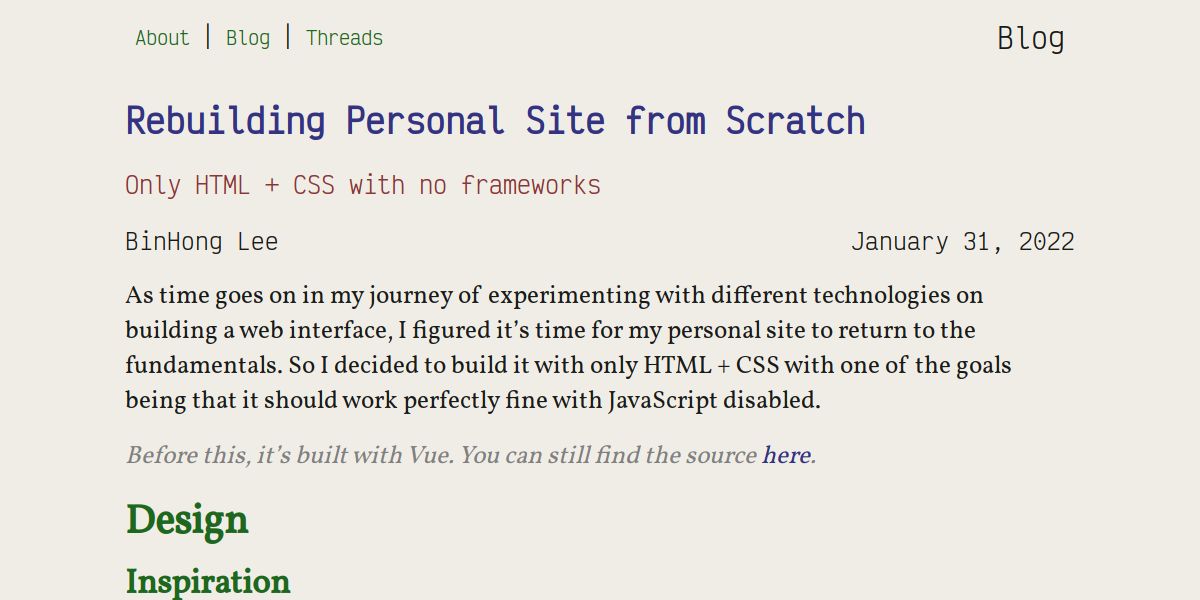 About | Blog | Threads Blog
Rebuilding Personal Site from Scratch
Only HTML + CSS with no frameworks
BinHong Lee January 31, 2022
As time goes on in my journey of experimenting with different technologies on
building a web interface, I figured it’s time for my personal site to return to the
fundamentals. So I decided to build it with only HTML + CSS with one of the goals
being that it should work perfectly fine with JavaScript disabled.
Before this, it’s built with Vue. You can still find the source here.
Design
Inspiration